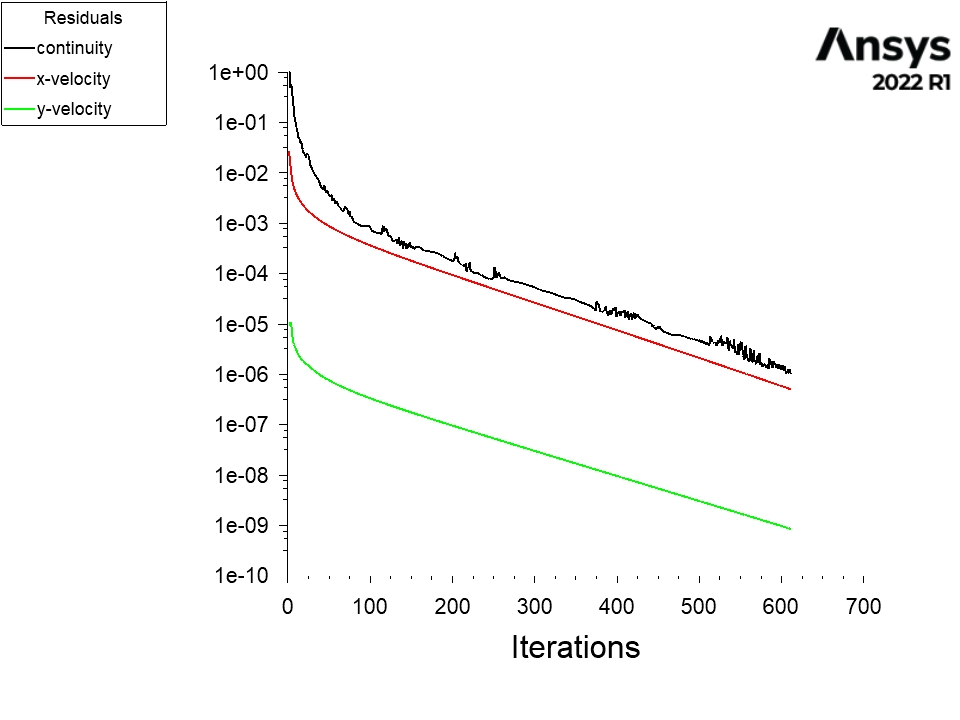 Residuals
continuity
x-velocity
y-velocity
Ansys
2022 R1
1e+00
1e-01
1e-02
1e-03
1e-04
1e-05
1e-06
1e-07
1e-08
1e-09
1e-10
0 100 200 300 400 500 600 700
Iterations